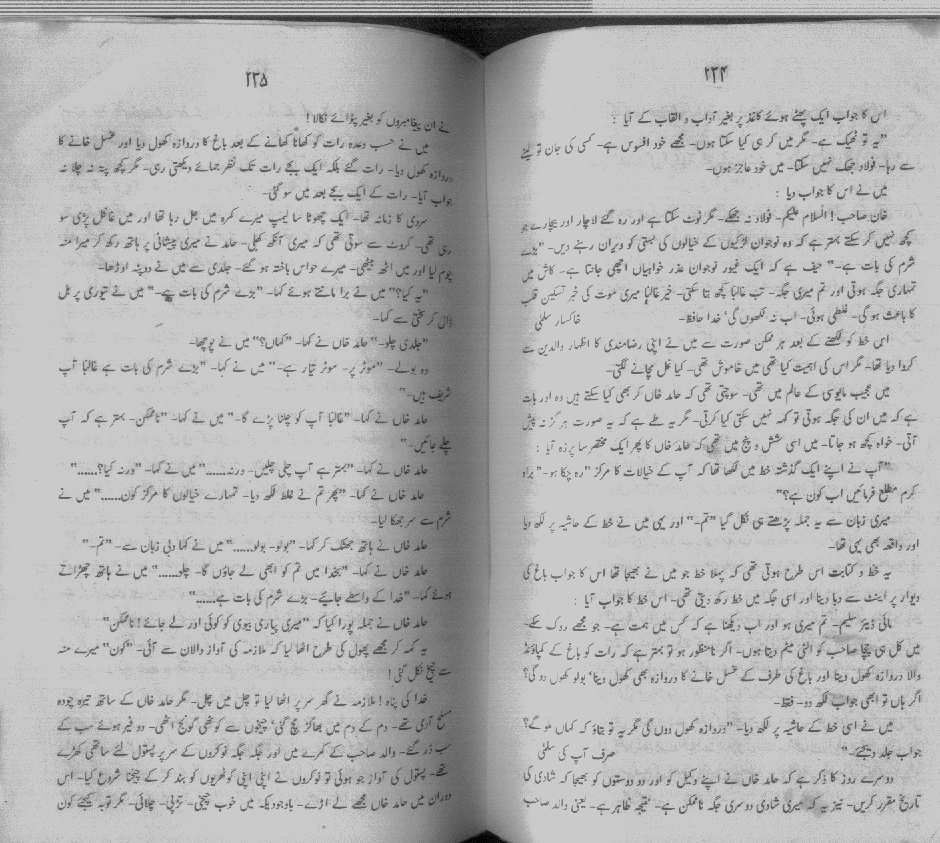 ۲۳۴
اس کا جواب ایک پھٹے ہوئے کاغذ پر بغیر آداب و القاب کے آیا :
"یہ تو ٹھیک ہے۔ مگر میں کر ہی کیا سکتا ہوں۔ مجھے خود افسوس ہے۔ کسی کی جان تو لینے
سے رہا۔ فولاد جھک نہیں سکتا۔ میں خود عاجز ہوں۔
میں نے اس کا جواب دیا :
خان صاحب! السلام علیکم۔ فولاد نہ جھکے۔ مگر ٹوٹ سکتا ہے اور رہ گئے لاچار اور بیچارے جو
کچھ نہیں کر سکتے بہتر ہے کہ وہ نوجوان لڑکیوں کے خیالوں کی بستی کو ویران رہنے دیں۔ "بڑے
شرم کی بات ہے۔" حیف ہے کہ ایک غیور نوجوان عذر خواہیاں اچھی جانتا ہے۔ کاش میں
تمہاری جگہ ہوتی اور تم میری جگہ۔ تب غالباً کچھ بتا سکتی۔ خیر غالباً میری موت کی خبر تسکین قلب
کا باعث ہو گی۔ غلطی ہوئی۔ اب نہ لکھوں گی' خدا حافظ۔ خاکسار سلمٰی
اس خط کو لکھنے کے بعد ہر ممکن صورت سے میں نے اپنی رضامندی کا اظہار والدین سے
کروا دیا تھا۔ مگر اس کی اہمیت کیا تھی میں خاموش تھی۔ کیا غل مچانے لگتی۔
میں عجیب مایوسی کے عالم میں تھی۔ سوچتی تھی کہ حامد خاں کر بھی کیا سکتے ہیں وہ اور بات
ہے کہ میں ان کی جگہ ہوتی تو کہہ نہیں سکتی کیا کرتی۔ مگر یہ طے ہے کہ یہ صورت ہر گز نہ پیش
آتی۔ خواہ کچھ ہو جاتا۔ میں اسی شش و پنج میں تھی کہ حامد خاں کا پھر ایک مختصر سا پرزہ آیا :
"آپ نے اپنے ایک گذشتہ خط میں لکھا تھا کہ آپ کے خیالات کا مرکز "رہ چکا ہو۔" براہ
کرم مطلع فرمائیں اب کون ہے؟"
میری زبان سے یہ جملہ پڑھتے ہی نکل گیا "تم۔" اور یہی میں نے خط کے حاشیہ پر لکھ دیا
اور واقعہ بھی یہی تھا۔
یہ خط و کتابت اس طرح ہوتی تھی کہ پہلا خط جو میں نے بھیجا تھا اس کا جواب باغ کی
دیوار پر اینٹ سے دبا دیتا اور اسی جگہ میں خط رکھ دیتی تھی۔ اس خط کا جواب آیا :
مائی ڈیئر سلیم۔ تم میری ہو اور اب دیکھنا ہے کہ کس میں ہمت ہے۔ جو مجھے روک سکے۔
میں کل ہی چچا صاحب کو الٹی میٹم دیتا ہوں۔ اگر نامنظور ہو تو بہتر ہے کہ رات کو باغ کے کمپاؤنڈ
والا دروازہ کھول دینا اور باغ کی طرف کے غسل خانے کا دروازہ بھی کھول دینا' بولو کھول دو گی؟
اگر ہاں تو ابھی جواب لکھ دو۔ فقط۔
میں نے اسی خط کے حاشیہ پر لکھ دیا۔ "دروازہ کھول دوں گی مگر یہ تو بتاؤ کہ کہاں ملو گے؟
جواب جلد دیجئے۔" صرف آپ کی سلمٰی
دوسرے روز کا ذکر ہے کہ حامد خاں نے اپنے وکیل کو اور دو دوستوں کو بھیجا کہ شادی کی
تاریخ مقرر کریں۔ نیز یہ کہ میری شادی دوسری جگہ ناممکن ہے۔ نتیجہ ظاہر ہے۔ یعنی والد صاحب
۲۳۵
نے ان پیغامبروں کو بغیر پٹوائے نکالا!
میں نے حسب وعدہ رات کو کھانا کھانے کے بعد باغ کا دروازہ کھول دیا اور غسل خانے کا
دروازہ کھول دیا۔ رات گئے بلکہ ایک بجے رات تک نظر جمائے دیکھتی رہی۔ مگر کچھ پتہ نہ چلا نہ
جواب آیا۔ رات کے ایک بجے بعد میں سو گئی۔
سردی کا زمانہ تھا۔ ایک چھوٹا سا لیمپ میرے کمرہ میں جل رہا تھا اور میں غافل پڑی سو
رہی تھی۔ کروٹ سے سوتی تھی کہ میری آنکھ کھلی۔ حامد نے میری پیشانی پر ہاتھ رکھ کر میرا منہ
چوم لیا اور میں اٹھ بیٹھی۔ میرے حواس باختہ ہو گئے۔ جلدی سے میں نے دوپٹہ اوڑھا۔
"یہ کیا؟" میں نے برا مانتے ہوئے کہا۔ "بڑے شرم کی بات ہے۔" میں نے تیوری پر بل
ڈال کر سختی سے کہا۔
"جلدی چلو۔" حامد خاں نے کہا۔ "کہاں؟" میں نے پوچھا۔
وہ بولے۔ "موٹر پر۔ موٹر تیار ہے۔" میں نے کہا۔ "بڑے شرم کی بات ہے غالباً آپ
شریف ہیں۔"
حامد خاں نے کہا۔ "غالباً آپ کو چلنا پڑے گا۔" میں نے کہا۔ "ناممکن۔ بہتر ہے کہ آپ
چلے جائیں۔"
حامد خاں نے کہا۔ "بہتر ہے آپ چلی چلیں۔ ورنہ......" میں نے کہا۔ "ورنہ کیا؟......"
حامد خاں نے کہا۔ "پھر تم نے غلط لکھ دیا۔ تمہارے خیالوں کا مرکز کون......" میں نے
شرم سے سر جھکا لیا۔
حامد خاں نے ہاتھ جھٹک کر کہا۔ "بولو۔ بولو......" میں نے کہا دبی زبان سے۔ "تم۔"
حامد خاں نے کہا۔ "بخدا میں تم کو ابھی لے جاؤں گا۔ چلو......" میں نے ہاتھ چھڑاتے
ہوئے کہا۔ "خدا کے واسطے جائیے۔ بڑے شرم کی بات ہے......"
حامد خاں نے جملہ پورا کیا کہ "میری پیاری بیوی کو کوئی اور لے جائے! ناممکن"
یہ کہہ کر مجھے پھول کی طرح اٹھا لیا کہ ملازمہ کی آواز والان سے آئی۔ "کون" میرے منہ
سے چیخ نکل گئی!
خدا کی پناہ! ملازمہ نے گھر سر پر اٹھا لیا تو چل میں چل۔ مگر حامد خاں کے ساتھ تیرہ چودہ
مسلح آدمی تھے۔ دم کے دم میں بھاگڑ مچ گئی' چیخوں سے کوٹھی گونج اٹھی۔ دو فیر ہوئے سب کے
سب ڈر گئے۔ والد صاحب کے کمرے میں اور جگہ جگہ نوکروں کے سر پر پستول لئے ساتھی کھڑے
تھے۔ پستول کی آواز جو ہوئی تو نوکروں نے اپنی اپنی کوٹھریوں کو بند کر کے چیخنا شروع کیا۔ اس
دوران میں حامد خاں مجھے لے اڑے۔ باوجودیکہ میں خوب چیخی۔ تڑپی۔ چلائی۔ مگر توبہ کیجئے کون